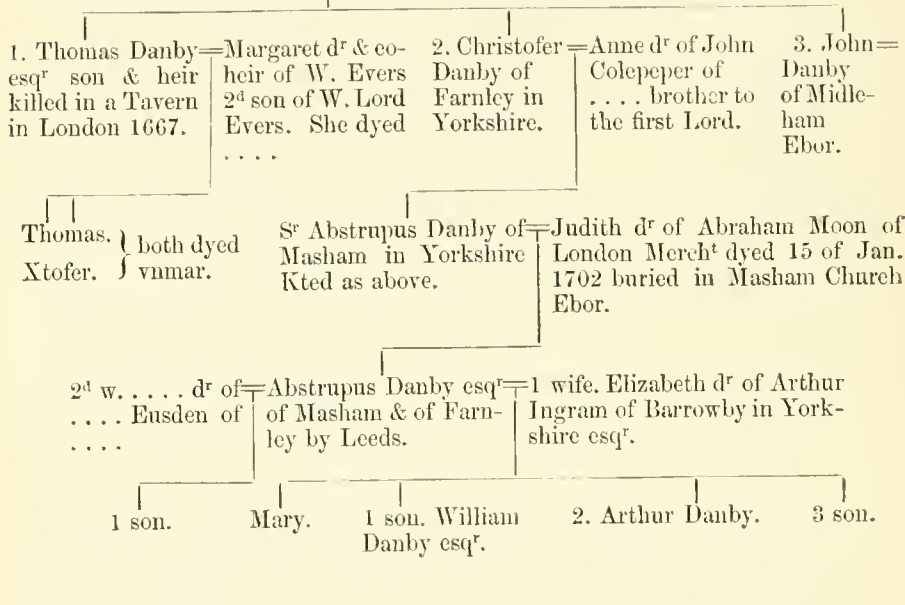 1. Thomas Danby=
esqʳ son & heir
killed in a Tavern
in London 1667.
Margaret dʳ & co-
heir of W. Evers
2ᵈ son of W. Lord
Evers. She dyed
. . . .
2. Christofer=
Danby of
Farnley in
Yorkshire.
Anne dʳ of John
Colepeper of
. . . . brother to
the first Lord.
3. John=
Danby
of Midle-
ham
Ebor.
Thomas.
Xtofer.
} both dyed
vnmar.
Sʳ Abstrupus Danby of=
Masham in Yorkshire
Kted as above.
Judith dʳ of Abraham Moon of
London Merchᵗ dyed 15 of Jan.
1702 buried in Masham Church
Ebor.
2ᵈ w. . . . . dʳ of=
. . . . Eusden of
. . . .
Abstrupus Danby esqʳ=
of Masham & of Farn-
ley by Leeds.
1 wife. Elizabeth dʳ of Arthur
Ingram of Barrowby in York-
shire esqʳ.
1 son.
Mary.
1 son. William
Danby esqʳ.
2. Arthur Danby.
3 son.